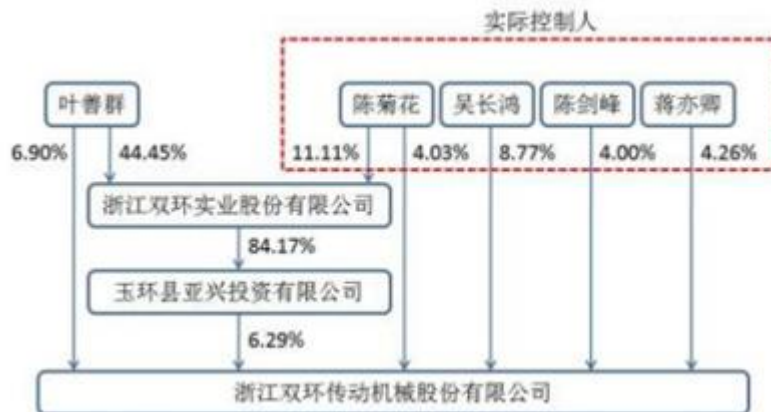 实际控制人
叶善群
陈菊花
吴长鸿
陈剑峰
蒋亦卿
6.90%
44.45%
11.11%
4.03%
8.77%
4.00%
4.26%
浙江双环实业股份有限公司
84.17%
玉环县亚兴投资有限公司
6.29%
浙江双环传动机械股份有限公司